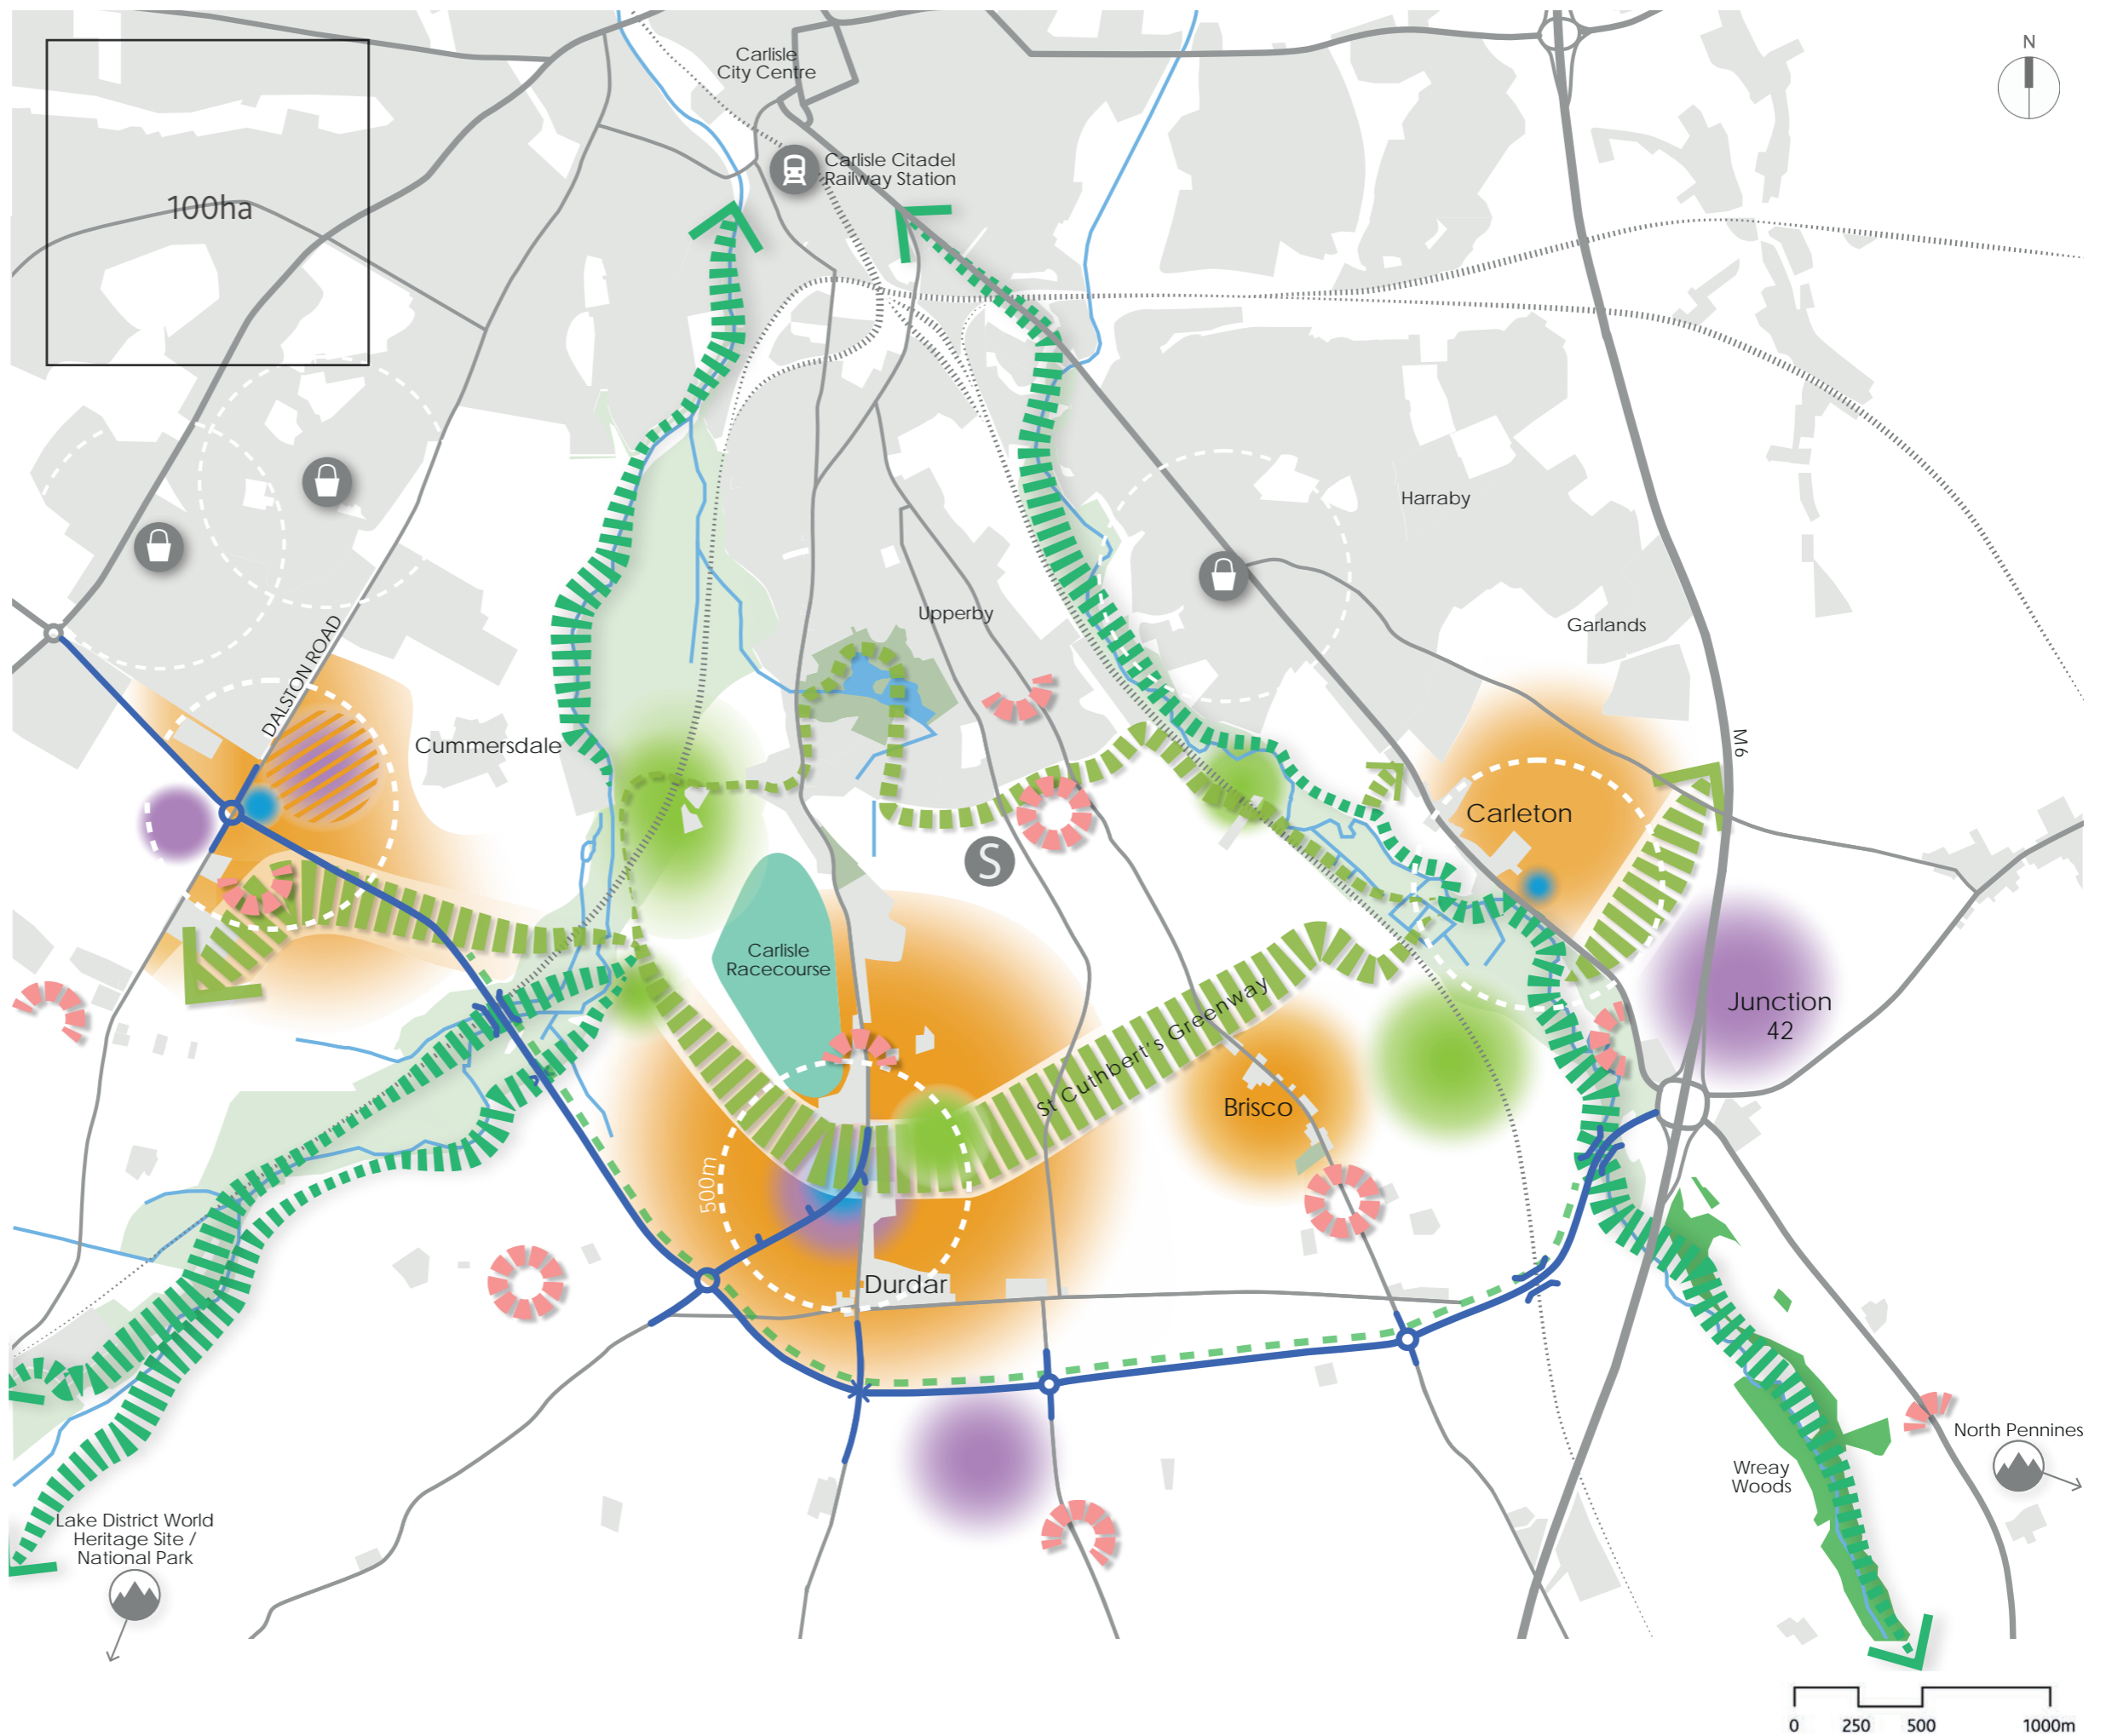 N
Carlisle
City Centre
Carlisle Citadel
Railway Station
100ha
Harraby
Upperby
Garlands
DALSTON ROAD
Cummersdale
M6
Carleton
S
Carlisle
Racecourse
St Cuthbert's Greenway
Junction
42
Brisco
500m
Durdar
North Pennines
Wreay
Woods
Lake District World
Heritage Site /
National Park
0 250 500 1000m